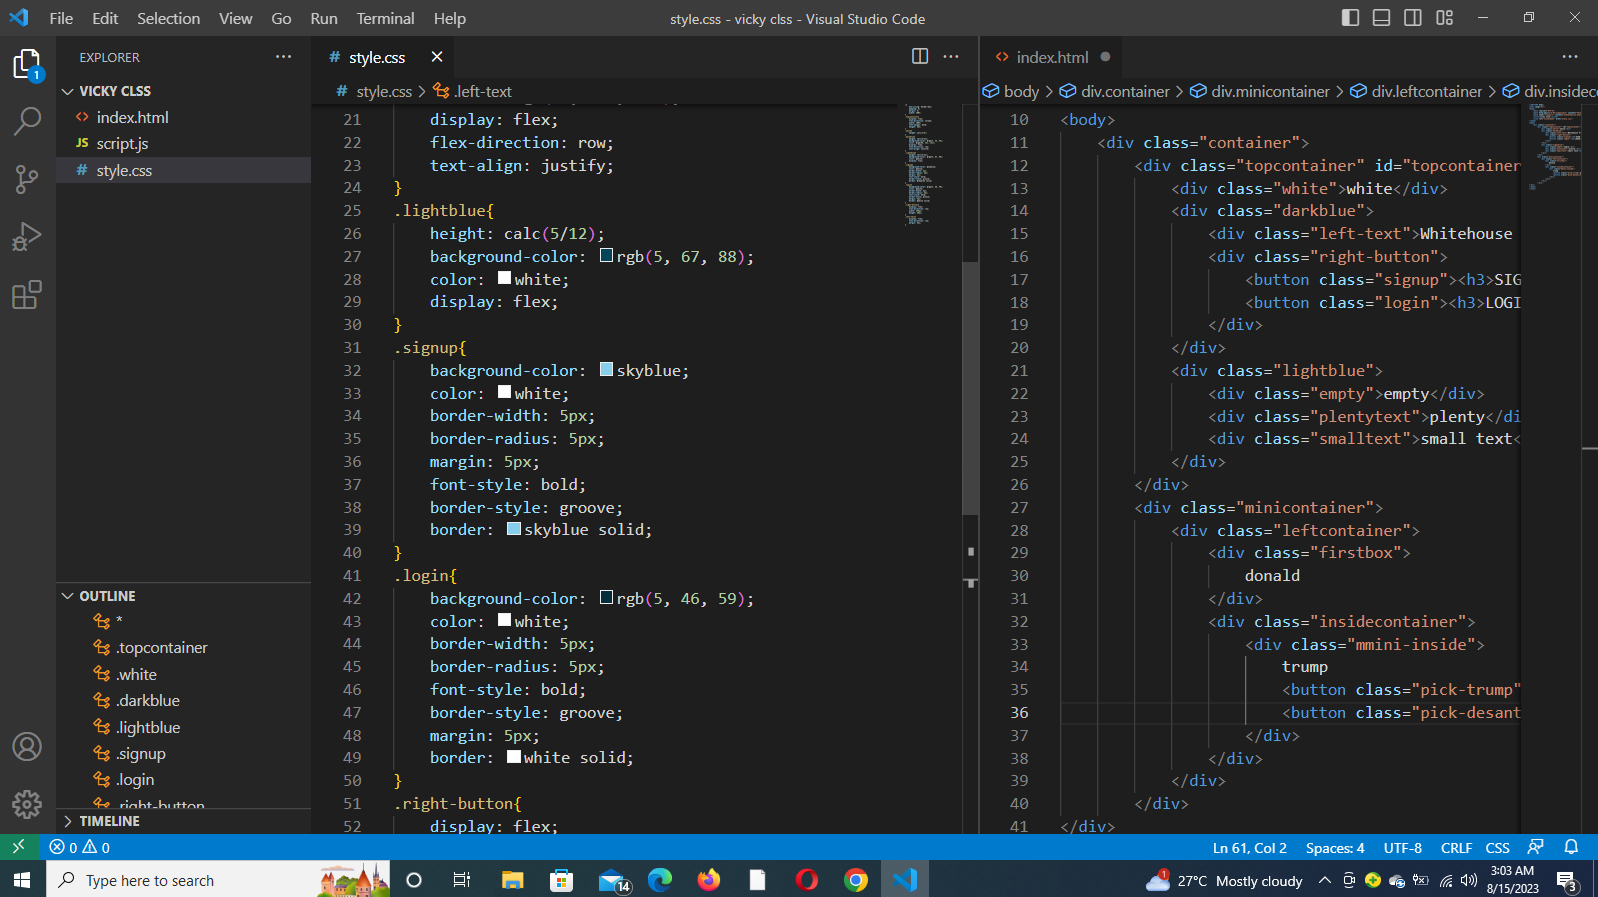 File Edit Selection View Go Run Terminal Help
style.css - vicky clss - Visual Studio Code
EXPLORER
1
VICKY CLSS
index.html
JS script.js
# style.css
OUTLINE
*
.topcontainer
.white
.darkblue
.lightblue
.signup
.login
.right-button
TIMELINE
# style.css
# style.css > .left-text
21 display: flex;
22 flex-direction: row;
23 text-align: justify;
24 }
25 .lightblue{
26 height: calc(5/12);
27 background-color: rgb(5, 67, 88);
28 color: white;
29 display: flex;
30 }
31 .signup{
32 background-color: skyblue;
33 color: white;
34 border-width: 5px;
35 border-radius: 5px;
36 margin: 5px;
37 font-style: bold;
38 border-style: groove;
39 border: skyblue solid;
40 }
41 .login{
42 background-color: rgb(5, 46, 59);
43 color: white;
44 border-width: 5px;
45 border-radius: 5px;
46 font-style: bold;
47 border-style: groove;
48 margin: 5px;
49 border: white solid;
50 }
51 .right-button{
52 display: flex;
<> index.html
body > div.container > div.minicontainer > div.leftcontainer > div.insidec
10 <body>
11 <div class="container">
12 <div class="topcontainer" id="topcontainer
13 <div class="white">white</div>
14 <div class="darkblue">
15 <div class="left-text">Whitehouse
16 <div class="right-button">
17 <button class="signup"><h3>SIG
18 <button class="login"><h3>LOGI
19 </div>
20 </div>
21 <div class="lightblue">
22 <div class="empty">empty</div>
23 <div class="plentytext">plenty</di
24 <div class="smalltext">small text<
25 </div>
26 </div>
27 <div class="minicontainer">
28 <div class="leftcontainer">
29 <div class="firstbox">
30 donald
31 </div>
32 <div class="insidecontainer">
33 <div class="mmini-inside">
34 trump
35 <button class="pick-trump"
36 <button class="pick-desant
37 </div>
38 </div>
39 </div>
40 </div>
41 </div>
0 0
Ln 61, Col 2 Spaces: 4 UTF-8 CRLF CSS
Type here to search
14
1
27°C Mostly cloudy
3:03 AM
8/15/2023
3